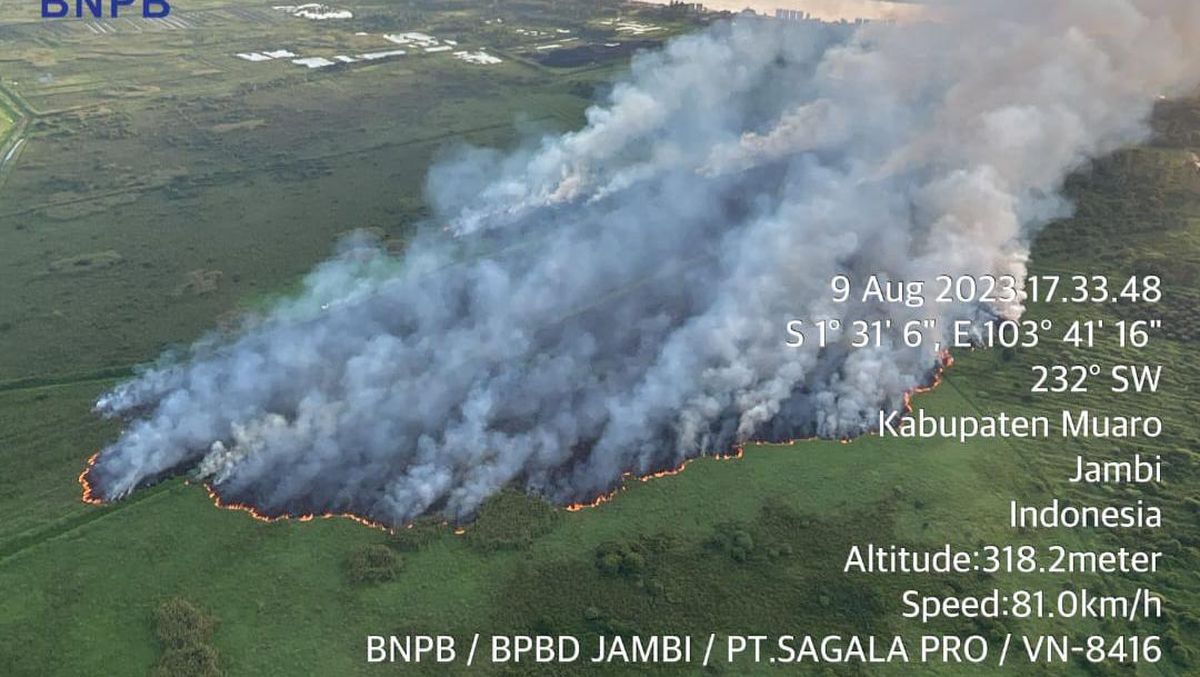 BNPB
9 Aug 2023 17.33.48
S 1° 31' 6", E 103° 41' 16"
232° SW
Kabupaten Muaro
Jambi
Indonesia
Altitude:318.2meter
Speed:81.0km/h
BNPB / BPBD JAMBI / PT.SAGALA PRO / VN-8416